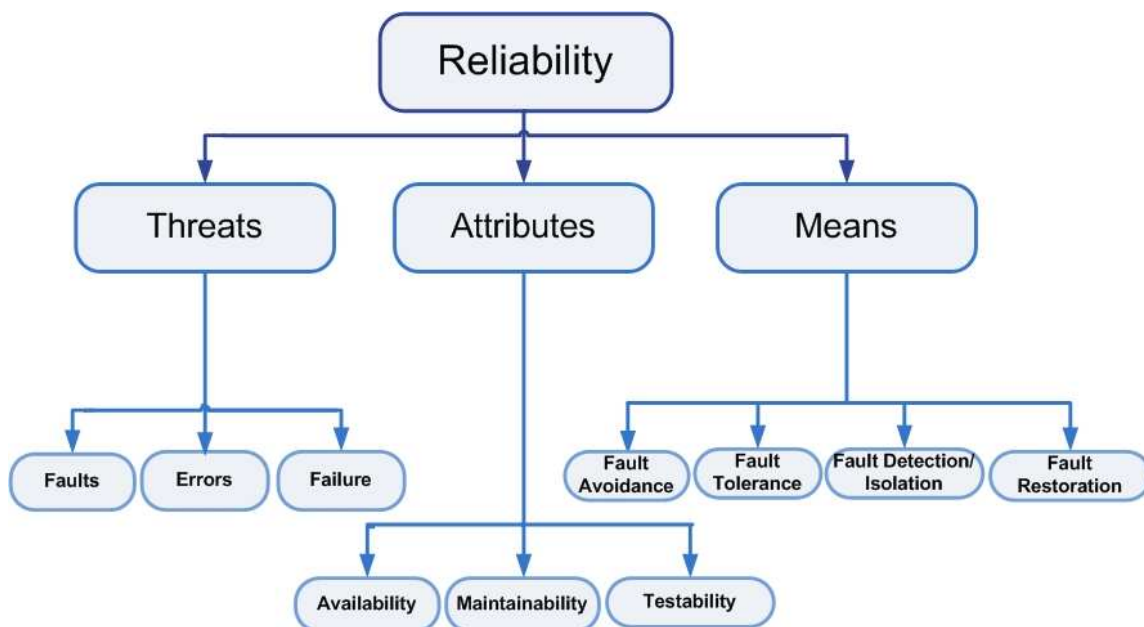 Reliability
Threats
Attributes
Means
Faults
Errors
Failure
Fault
Avoidance
Fault
Tolerance
Fault Detection/
Isolation
Fault
Restoration
Availability
Maintainability
Testability